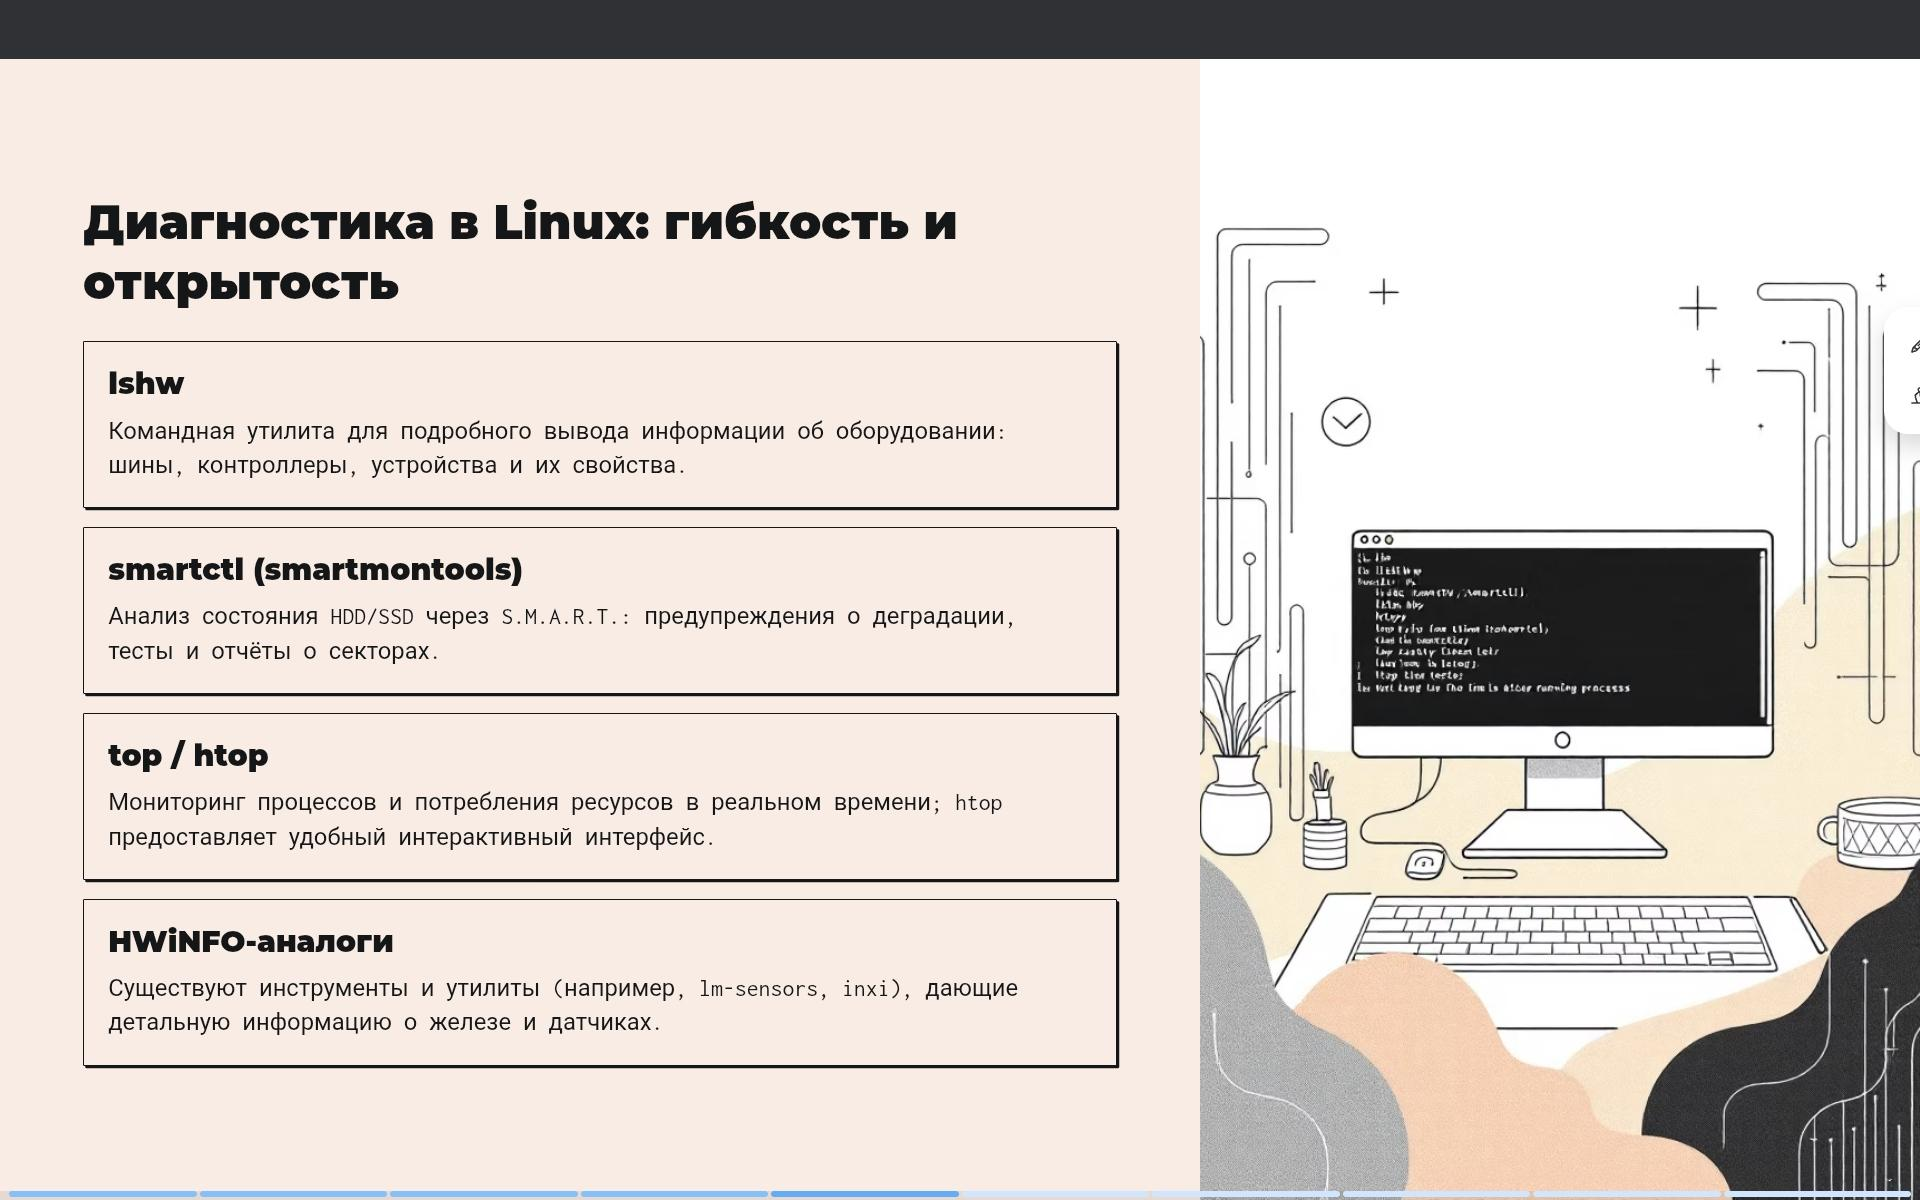 Диагностика в Linux: гибкость и
открытость
lshw
Командная утилита для подробного вывода информации об оборудовании:
шины, контроллеры, устройства и их свойства.
smartctl (smartmontools)
Анализ состояния HDD/SSD через S.M.A.R.T.: предупреждения о деградации,
тесты и отчёты о секторах.
top / htop
Мониторинг процессов и потребления ресурсов в реальном времени; htop
предоставляет удобный интерактивный интерфейс.
HWiNFO-аналоги
Существуют инструменты и утилиты (например, lm-sensors, inxi), дающие
детальную информацию о железе и датчиках.